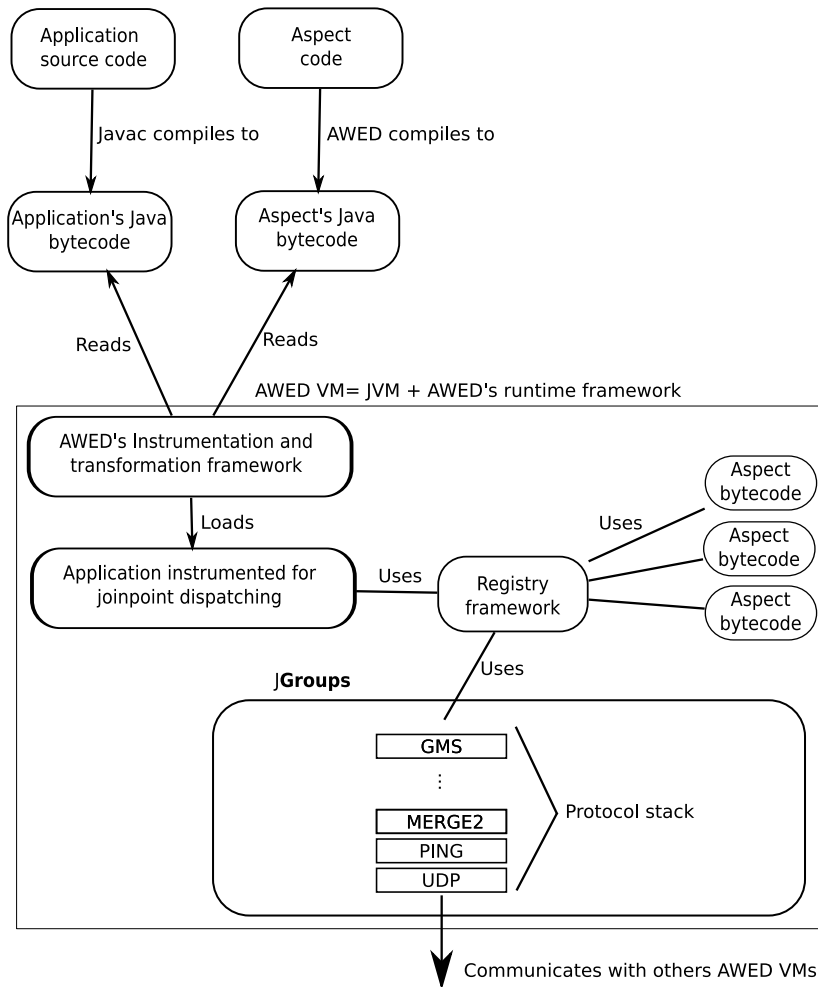 Application
source code
Aspect
code
Javac compiles to
AWED compiles to
Application's Java
bytecode
Aspect's Java
bytecode
Reads
Reads
AWED VM= JVM + AWED's runtime framework
AWED's Instrumentation and
transformation framework
Loads
Application instrumented for
joinpoint dispatching
Uses
Registry
framework
Uses
Aspect
bytecode
Aspect
bytecode
Aspect
bytecode
Uses
JGroups
GMS
...
MERGE2
PING
UDP
Protocol stack
Communicates with others AWED VMs